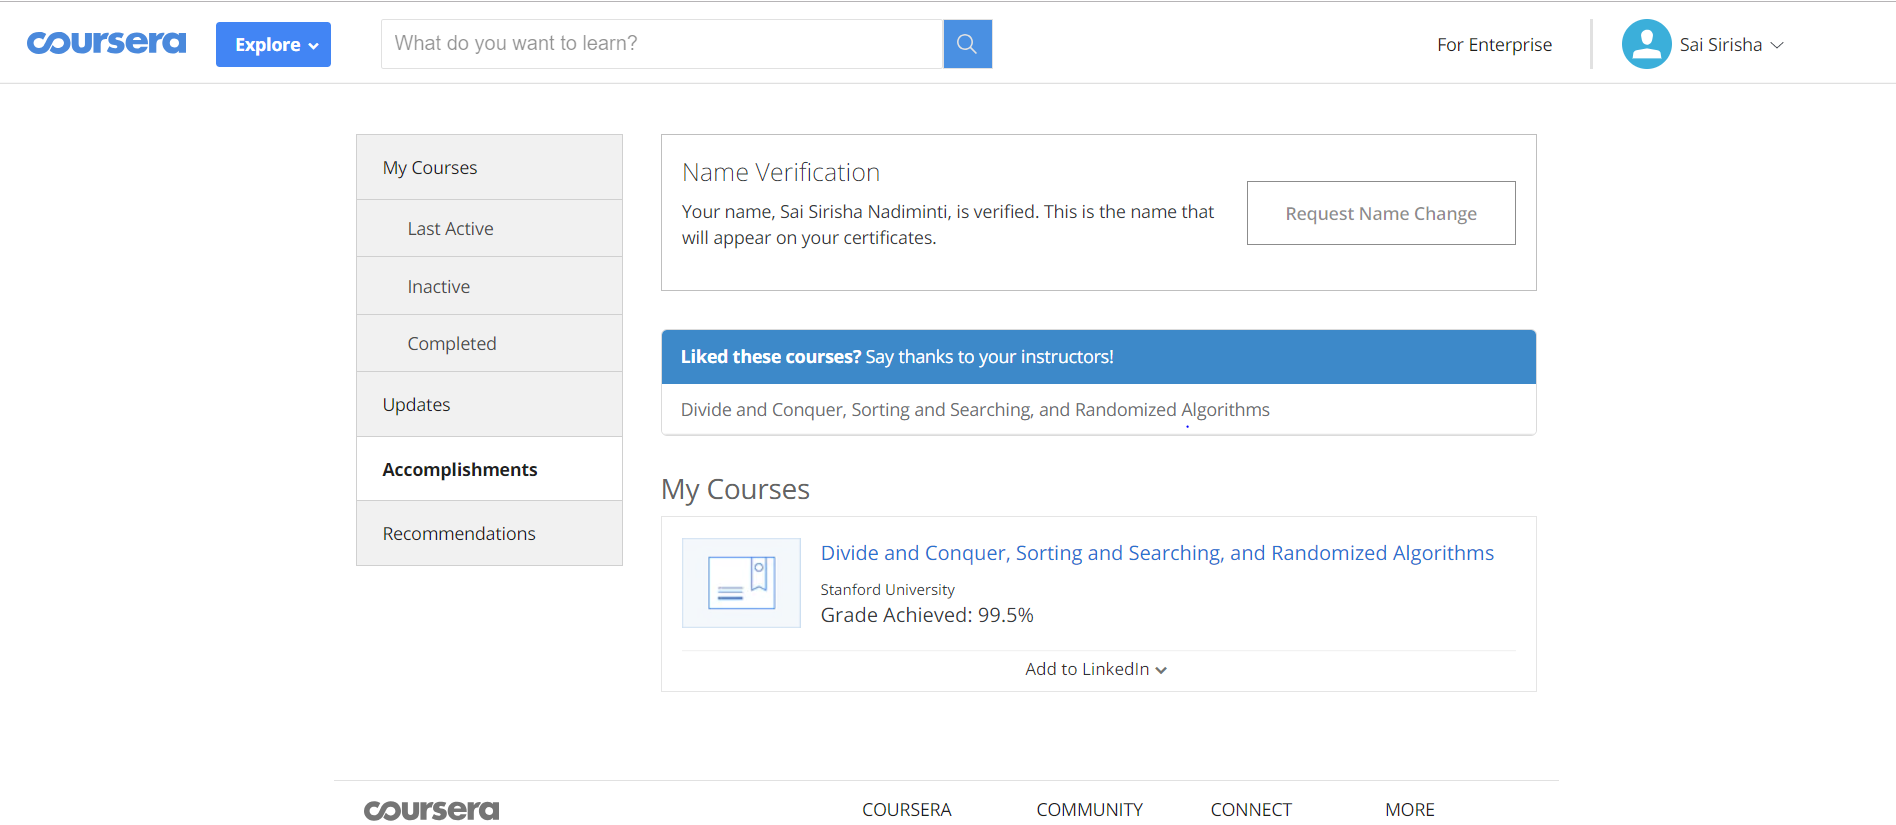 coursera
Explore
What do you want to learn?
For Enterprise
Sai Sirisha
My Courses
Last Active
Inactive
Completed
Updates
Accomplishments
Recommendations
Name Verification
Your name, Sai Sirisha Nadiminti, is verified. This is the name that
will appear on your certificates.
Request Name Change
Liked these courses? Say thanks to your instructors!
Divide and Conquer, Sorting and Searching, and Randomized Algorithms
My Courses
Divide and Conquer, Sorting and Searching, and Randomized Algorithms
Stanford University
Grade Achieved: 99.5%
Add to LinkedIn
coursera
COURSERA
COMMUNITY
CONNECT
MORE